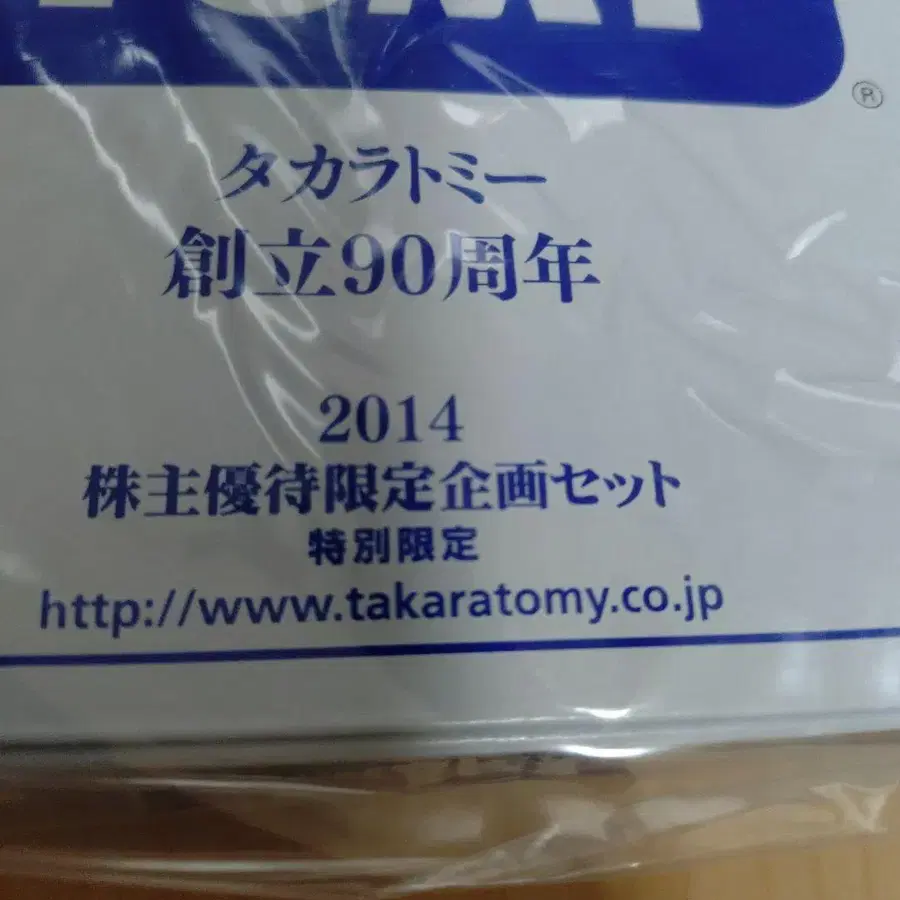 TOMY
®
タカラトミー
創立90周年
2014
株主優待限定企画セット
特別限定
http://www.takaratomy.co.jp